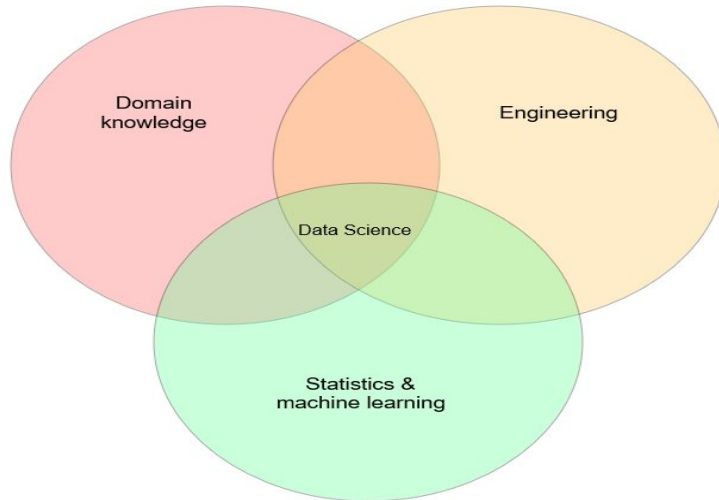 Domain
knowledge
Engineering
Data Science
Statistics &
machine learning